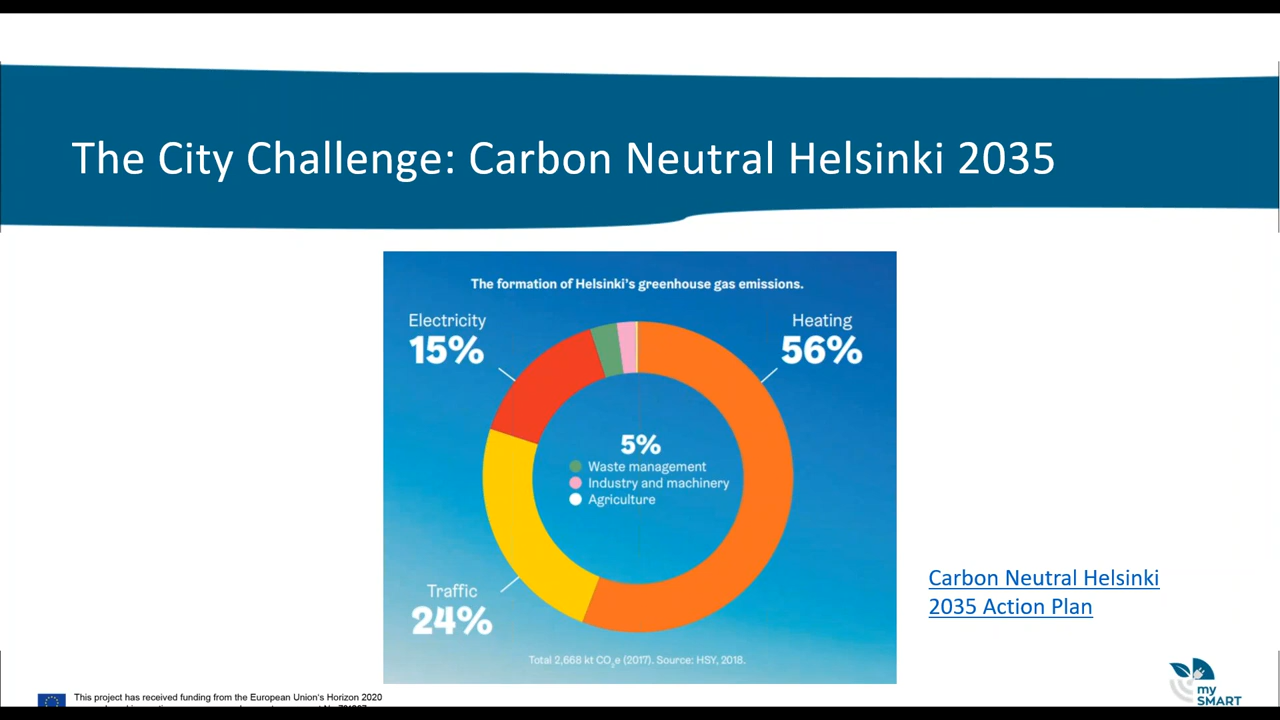 The City Challenge: Carbon Neutral Helsinki 2035
The formation of Helsinki's greenhouse gas emissions.
Electricity
15%
Heating
56%
5%
Waste management
Industry and machinery
Agriculture
Traffic
24%
Total 2,668 kt CO₂e (2017). Source: HSY, 2018.
Carbon Neutral Helsinki
2035 Action Plan
This project has received funding from the European Union's Horizon 2020
my
SMART